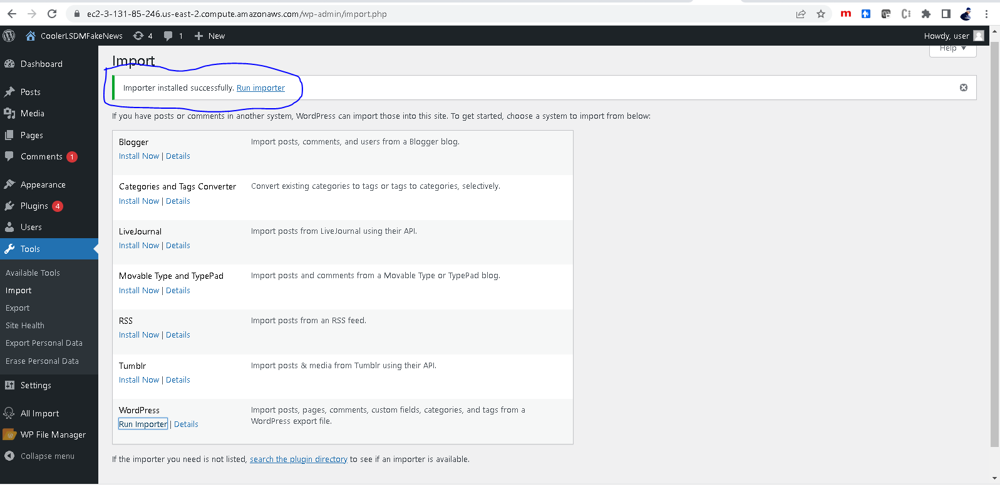 ec2-3-131-85-246.us-east-2.compute.amazonaws.com/wp-admin/import.php
CoolerLSDMFakeNews 4 1 New Howdy, user
Help
Dashboard
Posts
Media
Pages
Comments 1
Appearance
Plugins 4
Users
Tools
Available Tools
Import
Export
Site Health
Export Personal Data
Erase Personal Data
Settings
All Import
WP File Manager
Collapse menu
Import
Importer installed successfully. Run importer
If you have posts or comments in another system, WordPress can import those into this site. To get started, choose a system to import from below:
Blogger
Install Now | Details
Import posts, comments, and users from a Blogger blog.
Categories and Tags Converter
Install Now | Details
Convert existing categories to tags or tags to categories, selectively.
LiveJournal
Install Now | Details
Import posts from LiveJournal using their API.
Movable Type and TypePad
Install Now | Details
Import posts and comments from a Movable Type or TypePad blog.
RSS
Install Now | Details
Import posts from an RSS feed.
Tumblr
Install Now | Details
Import posts & media from Tumblr using their API.
WordPress
Run Importer | Details
Import posts, pages, comments, custom fields, categories, and tags from a
WordPress export file.
If the importer you need is not listed, search the plugin directory to see if an importer is available.